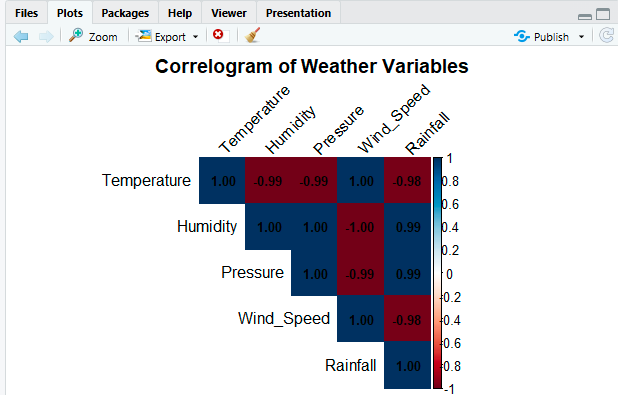 Files Plots Packages Help Viewer Presentation
Zoom Export Publish
Correlogram of Weather Variables
Temperature Humidity Pressure Wind_Speed Rainfall
Temperature 1.00 -0.99 -0.99 1.00 -0.98
Humidity 1.00 1.00 -1.00 0.99
Pressure 1.00 -0.99 0.99
Wind_Speed 1.00 -0.98
Rainfall 1.00
1
0.8
0.6
0.4
0.2
0
-0.2
-0.4
-0.6
-0.8
-1